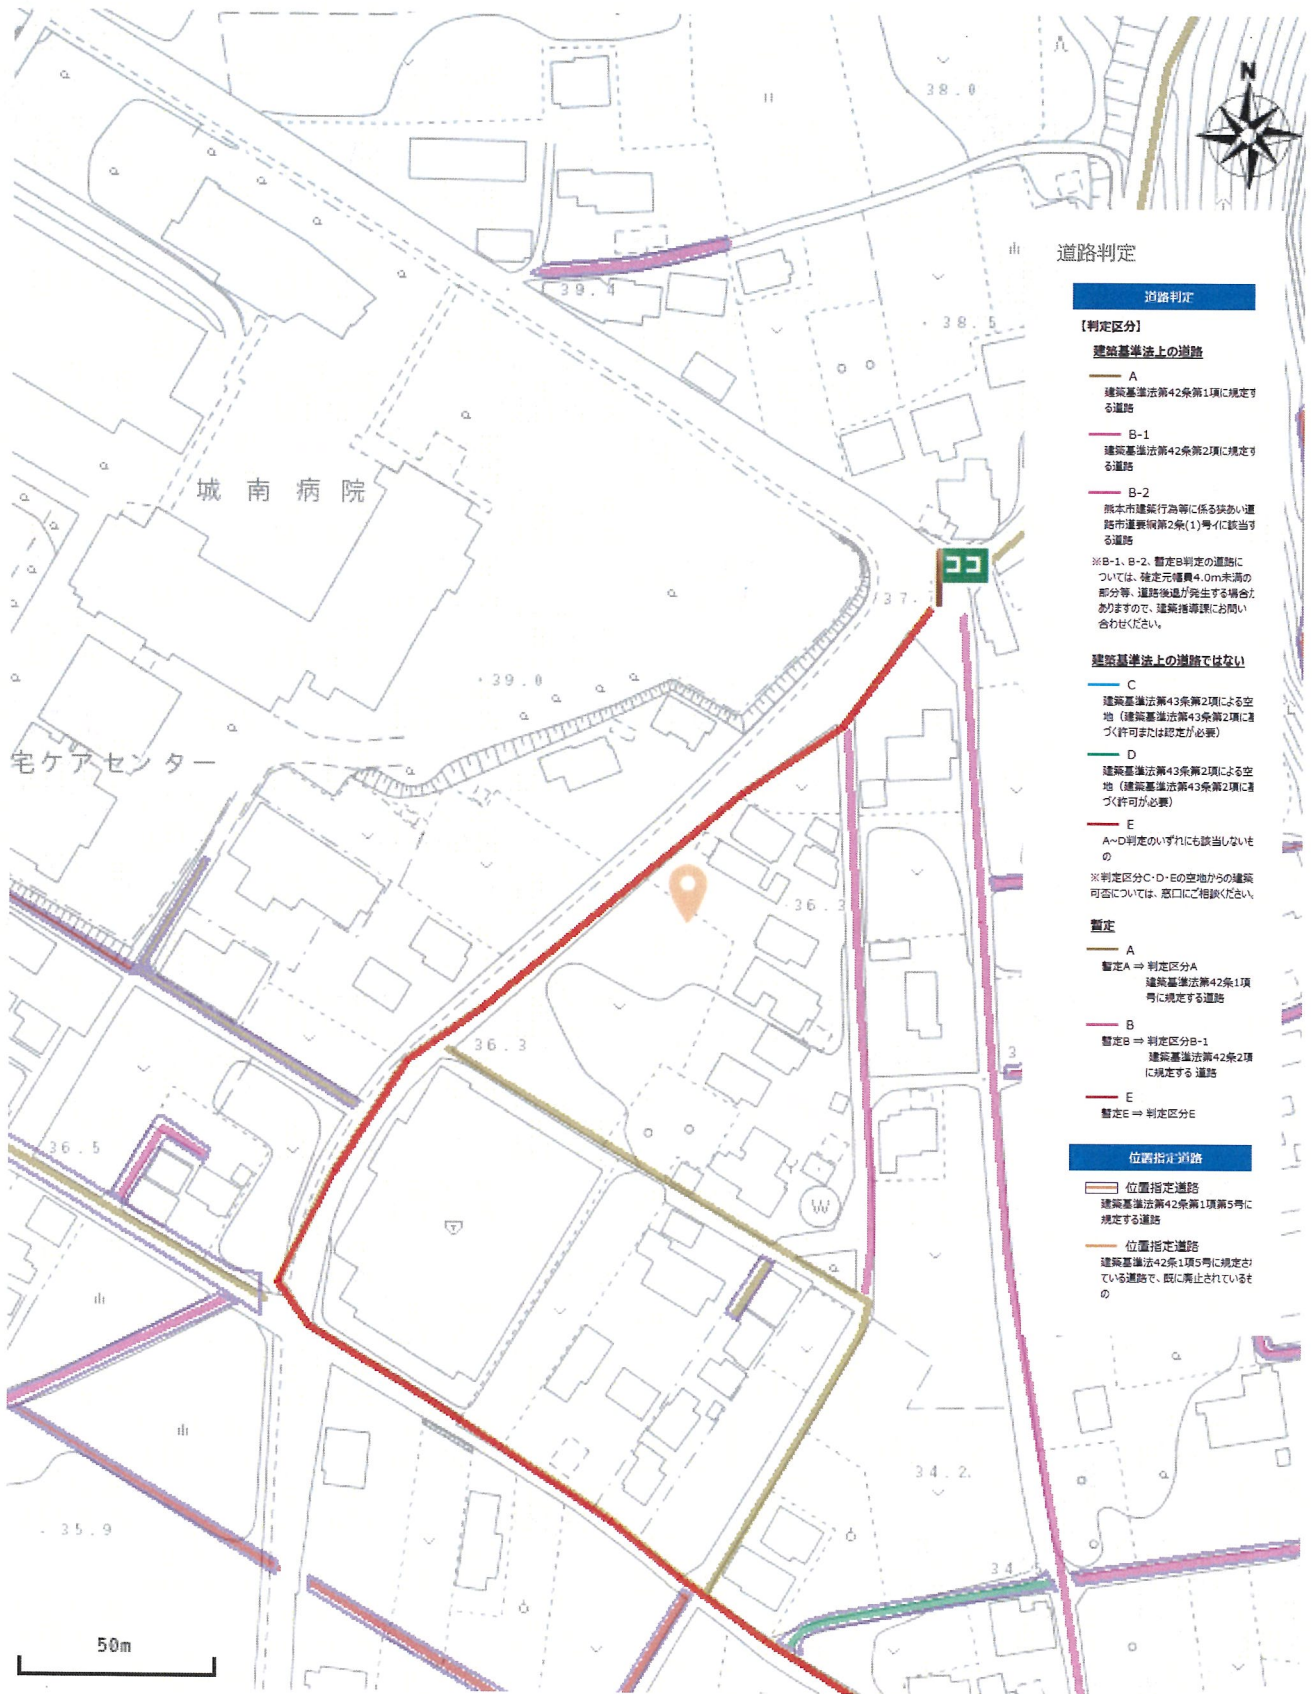 N
38.0
39.4
38.5
城南病院
ココ
37.
39.0
宅ケアセンター
36.3
36.3
36.5
W
34.2
35.9
34.
3
50m
道路判定
道路判定
【判定区分】
建築基準法上の道路
A
建築基準法第42条第1項に規定す
る道路
B-1
建築基準法第42条第2項に規定す
る道路
B-2
熊本市建築行為等に係る狭あい道
路市道要綱第2条(1)号イに該当す
る道路
※B-1、B-2、暫定B判定の道路に
ついては、確定元幅員4.0m未満の
部分等、道路後退が発生する場合が
ありますので、建築指導課にお問い
合わせください。
建築基準法上の道路ではない
C
建築基準法第43条第2項による空
地（建築基準法第43条第2項に基
づく許可または認定が必要）
D
建築基準法第43条第2項による空
地（建築基準法第43条第2項に基
づく許可が必要）
E
A~D判定のいずれにも該当しないも
の
※判定区分C・D・Eの空地からの建築
可否については、窓口にご相談ください。
暫定
A
暫定A ⇒ 判定区分A
建築基準法第42条1項
号に規定する道路
B
暫定B ⇒ 判定区分B-1
建築基準法第42条2項
に規定する 道路
E
暫定E ⇒ 判定区分E
位置指定道路
位置指定道路
建築基準法第42条第1項第5号に
規定する道路
位置指定道路
建築基準法42条1項5号に規定さ
ている道路で、既に廃止されているも
の